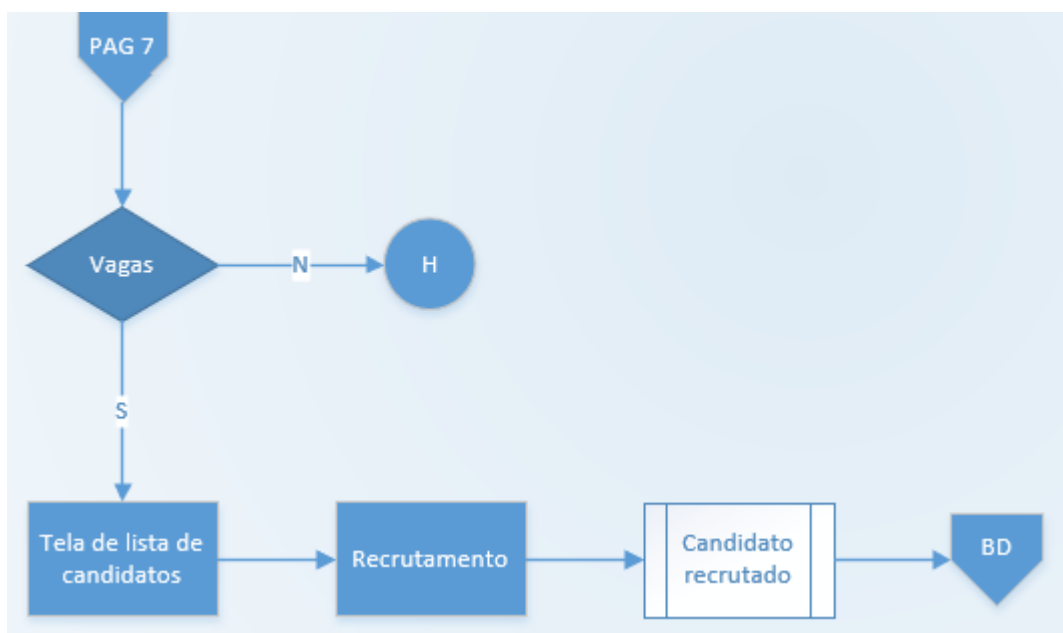 PAG 7
Vagas
N
H
S
Tela de lista de
candidatos
Recrutamento
Candidato
recrutado
BD